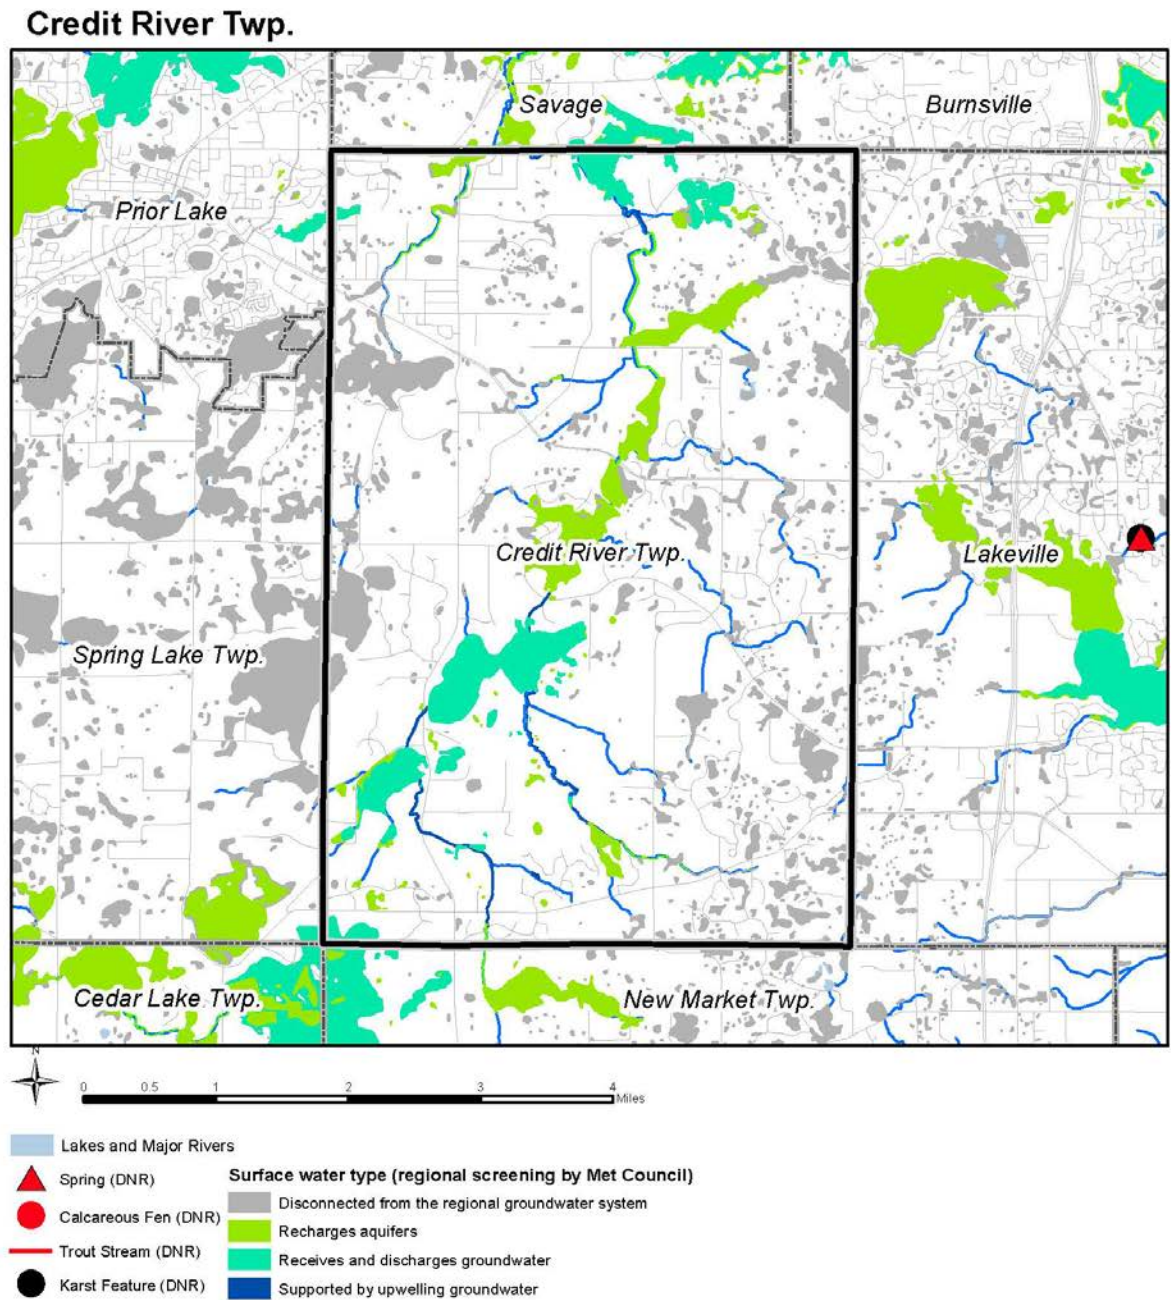 Credit River Twp.
Savage
Burnsville
Prior Lake
Credit River Twp.
Lakeville
Spring Lake Twp.
Cedar Lake Twp.
New Market Twp.
N
0 0.5 1 2 3 4
Miles
Lakes and Major Rivers
Spring (DNR)
Calcareous Fen (DNR)
Trout Stream (DNR)
Karst Feature (DNR)
Surface water type (regional screening by Met Council)
Disconnected from the regional groundwater system
Recharges aquifers
Receives and discharges groundwater
Supported by upwelling groundwater